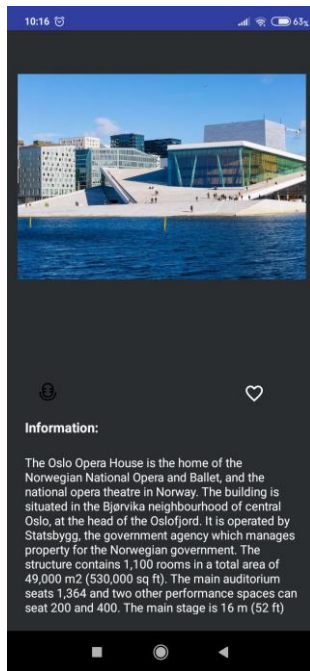 10:16
63%
Information:
The Oslo Opera House is the home of the
Norwegian National Opera and Ballet, and the
national opera theatre in Norway. The building is
situated in the Bjørvika neighbourhood of central
Oslo, at the head of the Oslofjord. It is operated by
Statsbygg, the government agency which manages
property for the Norwegian government. The
structure contains 1,100 rooms in a total area of
49,000 m2 (530,000 sq ft). The main auditorium
seats 1,364 and two other performance spaces can
seat 200 and 400. The main stage is 16 m (52 ft)